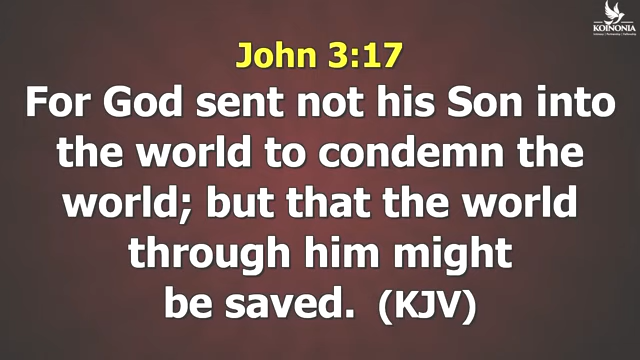 KOINONIA
John 3:17
For God sent not his Son into
the world to condemn the
world; but that the world
through him might
be saved. (KJV)